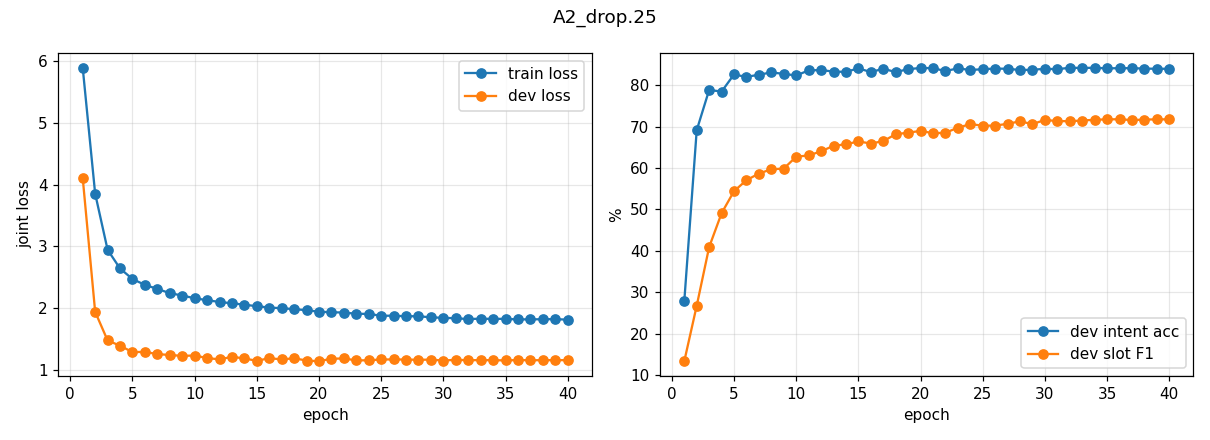 A2_drop.25
joint loss
6
5
4
3
2
1
0 5 10 15 20 25 30 35 40
epoch
train loss
dev loss
%
80
70
60
50
40
30
20
10
0 5 10 15 20 25 30 35 40
epoch
dev intent acc
dev slot F1